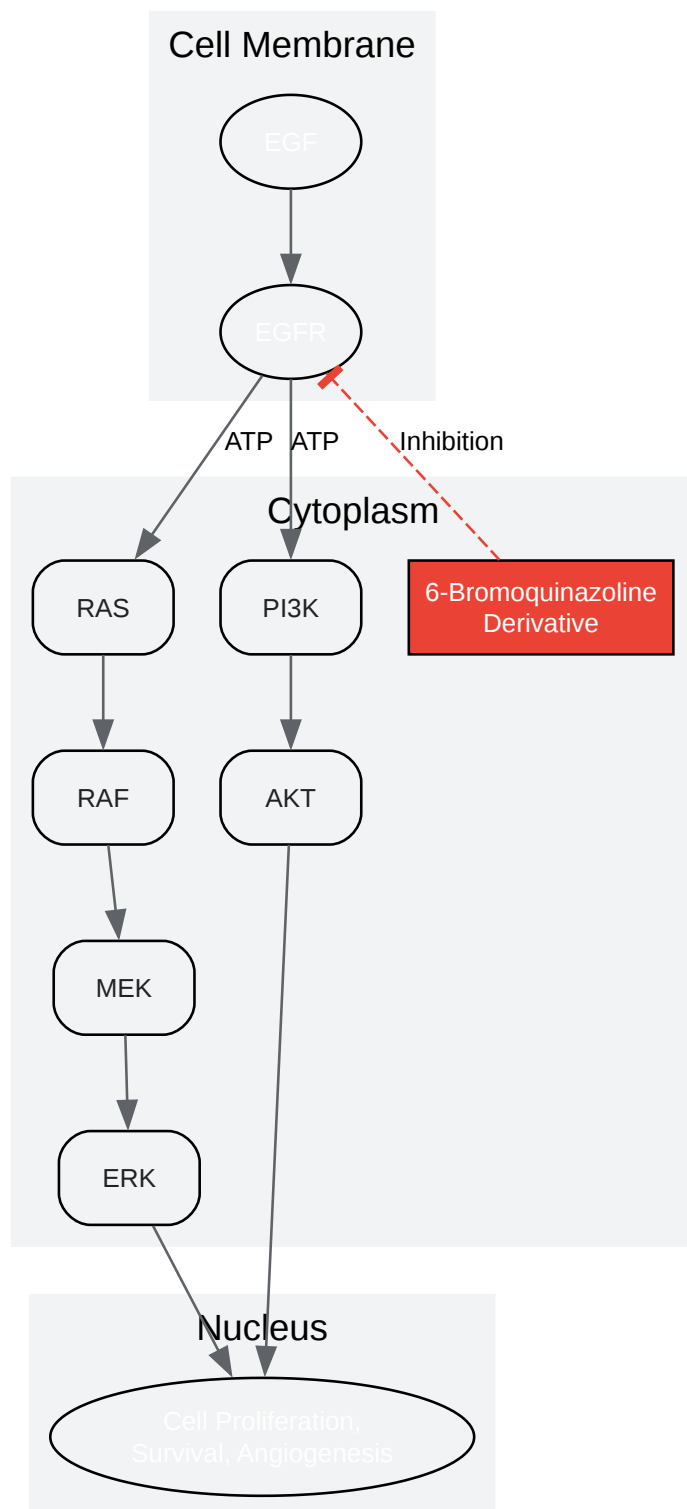 Cell Membrane
EGF
EGFR
ATP
ATP
Inhibition
Cytoplasm
RAS
PI3K
6-Bromoquinazoline
Derivative
RAF
AKT
MEK
ERK
Nucleus
Cell Proliferation,
Survival, Angiogenesis